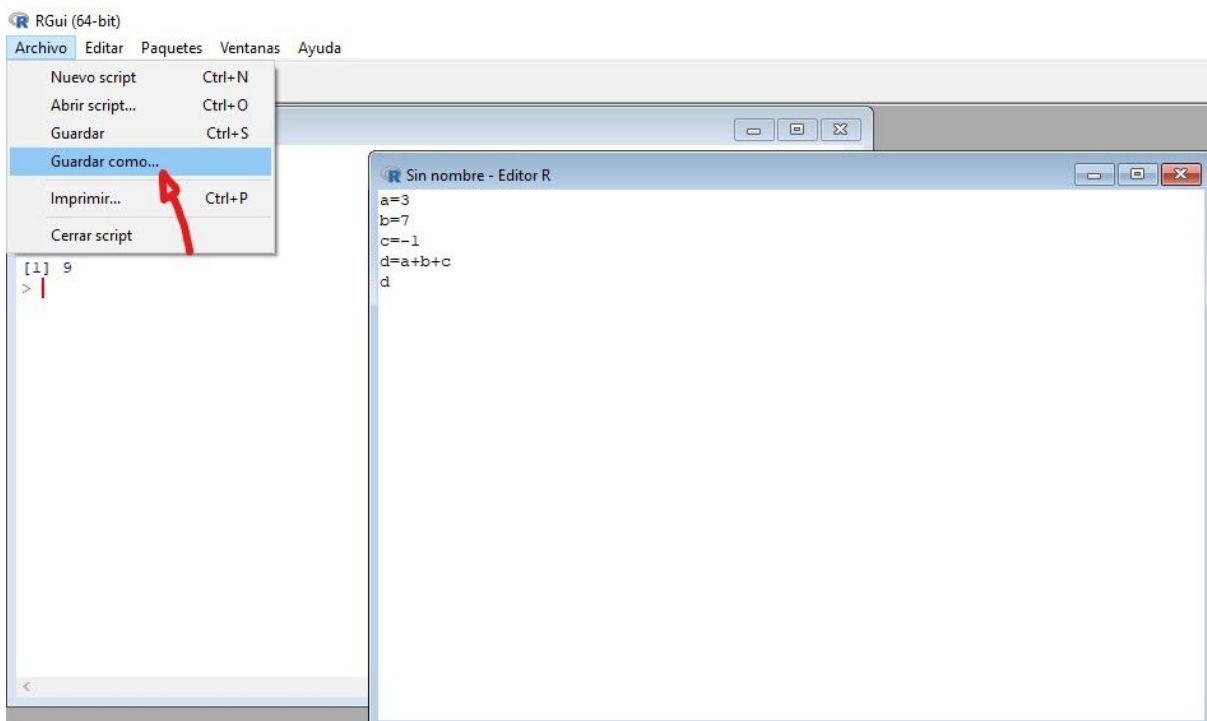 RGui (64-bit)
Archivo Editar Paquetes Ventanas Ayuda
Nuevo script Ctrl+N
Abrir script... Ctrl+O
Guardar Ctrl+S
Guardar como...
Imprimir... Ctrl+P
Cerrar script
[1] 9
>
Sin nombre - Editor R
a=3
b=7
c=-1
d=a+b+c
d